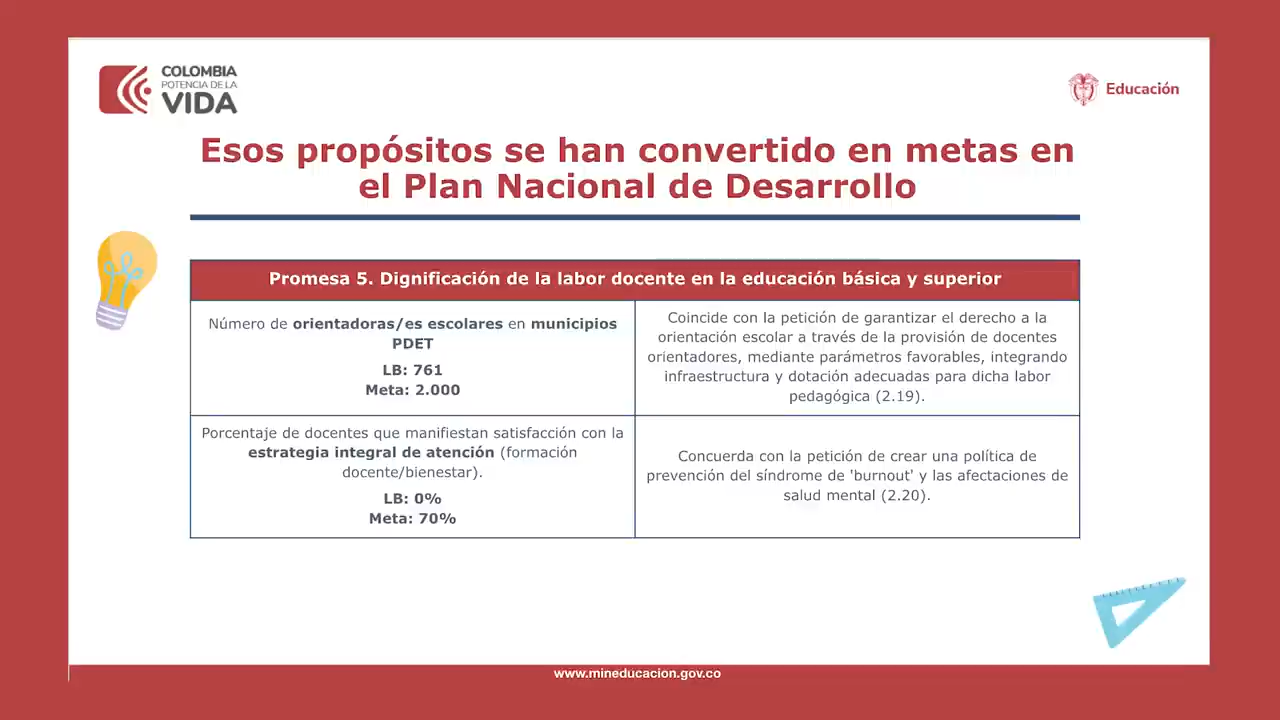 COLOMBIA
POTENCIA DE LA
VIDA
Educación
Esos propósitos se han convertido en metas en
el Plan Nacional de Desarrollo
Promesa 5. Dignificación de la labor docente en la educación básica y superior
Número de orientadoras/es escolares en municipios
PDET
LB: 761
Meta: 2.000
Coincide con la petición de garantizar el derecho a la
orientación escolar a través de la provisión de docentes
orientadores, mediante parámetros favorables, integrando
infraestructura y dotación adecuadas para dicha labor
pedagógica (2.19).
Porcentaje de docentes que manifiestan satisfacción con la
estrategia integral de atención (formación
docente/bienestar).
LB: 0%
Meta: 70%
Concuerda con la petición de crear una política de
prevención del síndrome de 'burnout' y las afectaciones de
salud mental (2.20).
www.mineducacion.gov.co